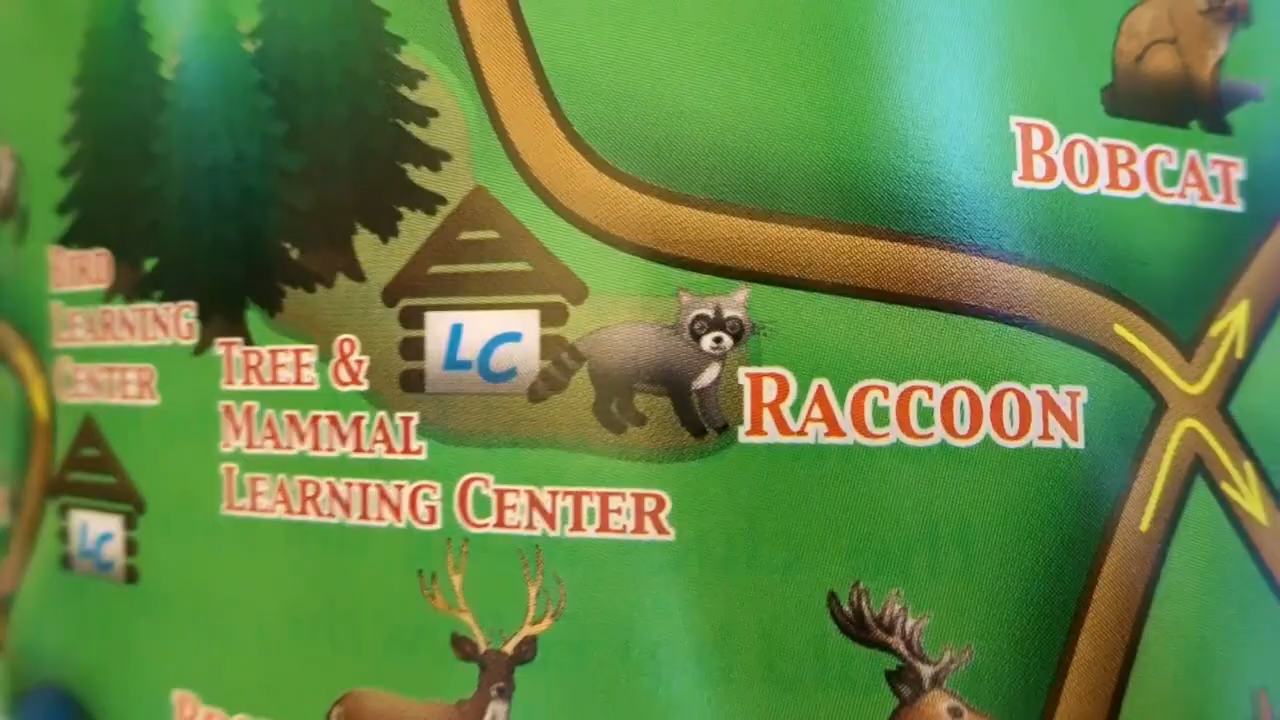 BOBCAT
BIRD
LEARNING
CENTER
LC
TREE &
MAMMAL
LEARNING CENTER
LC
RACCOON